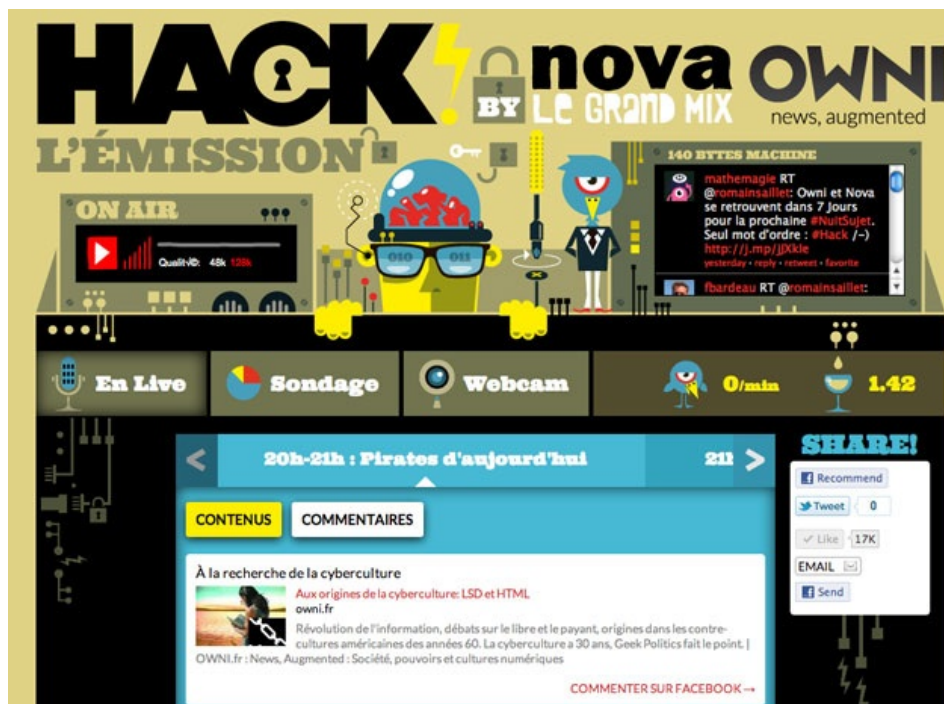 HACK!
BY
nova
LE GRAND MIX
OWNI
news, augmented
L'ÉMISSION
ON AIR
Quality: 48k 128k
010 011
140 BYTES MACHINE
mathemagie RT
@romainsaillet: Owni et Nova
se retrouvent dans 7 Jours
pour la prochaine #NuitSujet.
Seul mot d'ordre : #Hack /-)
http://j.mp/jJXkle
yesterday • reply • retweet • favorite
fbardeau RT @romainsaillet:
En Live
Sondage
Webcam
0/min
1.42
< 20h-21h : Pirates d'aujourd'hui 21h >
SHARE!
Recommend
Tweet 0
Like 17K
EMAIL
Send
CONTENUS
COMMENTAIRES
À la recherche de la cyberculture
Aux origines de la cyberculture: LSD et HTML
owni.fr
Révolution de l'information, débats sur le libre et le payant, origines dans les contre-
cultures américaines des années 60. La cyberculture a 30 ans, Geek Politics fait le point. |
OWNI.fr : News, Augmented : Société, pouvoirs et cultures numériques
COMMENTER SUR FACEBOOK →